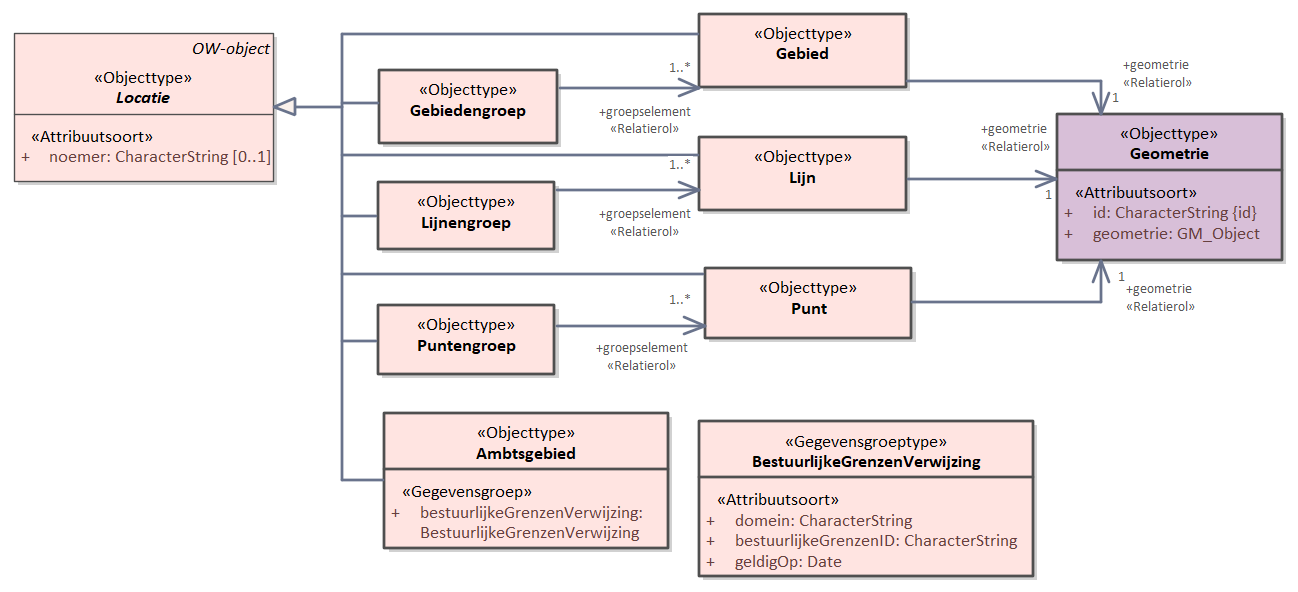 OW-object
«Objecttype»
Locatie
«Attribuutsoort»
+ noemer: CharacterString [0..1]
«Objecttype»
Gebiedengroep
1..*
+groepselement
«Relatierol»
«Objecttype»
Gebied
+geometrie
«Relatierol»
1
«Objecttype»
Lijnengroep
1..*
+groepselement
«Relatierol»
«Objecttype»
Lijn
+geometrie
«Relatierol»
1
«Objecttype»
Geometrie
«Attribuutsoort»
+ id: CharacterString {id}
+ geometrie: GM_Object
«Objecttype»
Puntengroep
1..*
+groepselement
«Relatierol»
«Objecttype»
Punt
1
+geometrie
«Relatierol»
«Objecttype»
Ambtsgebied
«Gegevensgroep»
+ bestuurlijkeGrenzenVerwijzing:
BestuurlijkeGrenzenVerwijzing
«Gegevensgroeptype»
BestuurlijkeGrenzenVerwijzing
«Attribuutsoort»
+ domein: CharacterString
+ bestuurlijkeGrenzenID: CharacterString
+ geldigOp: Date